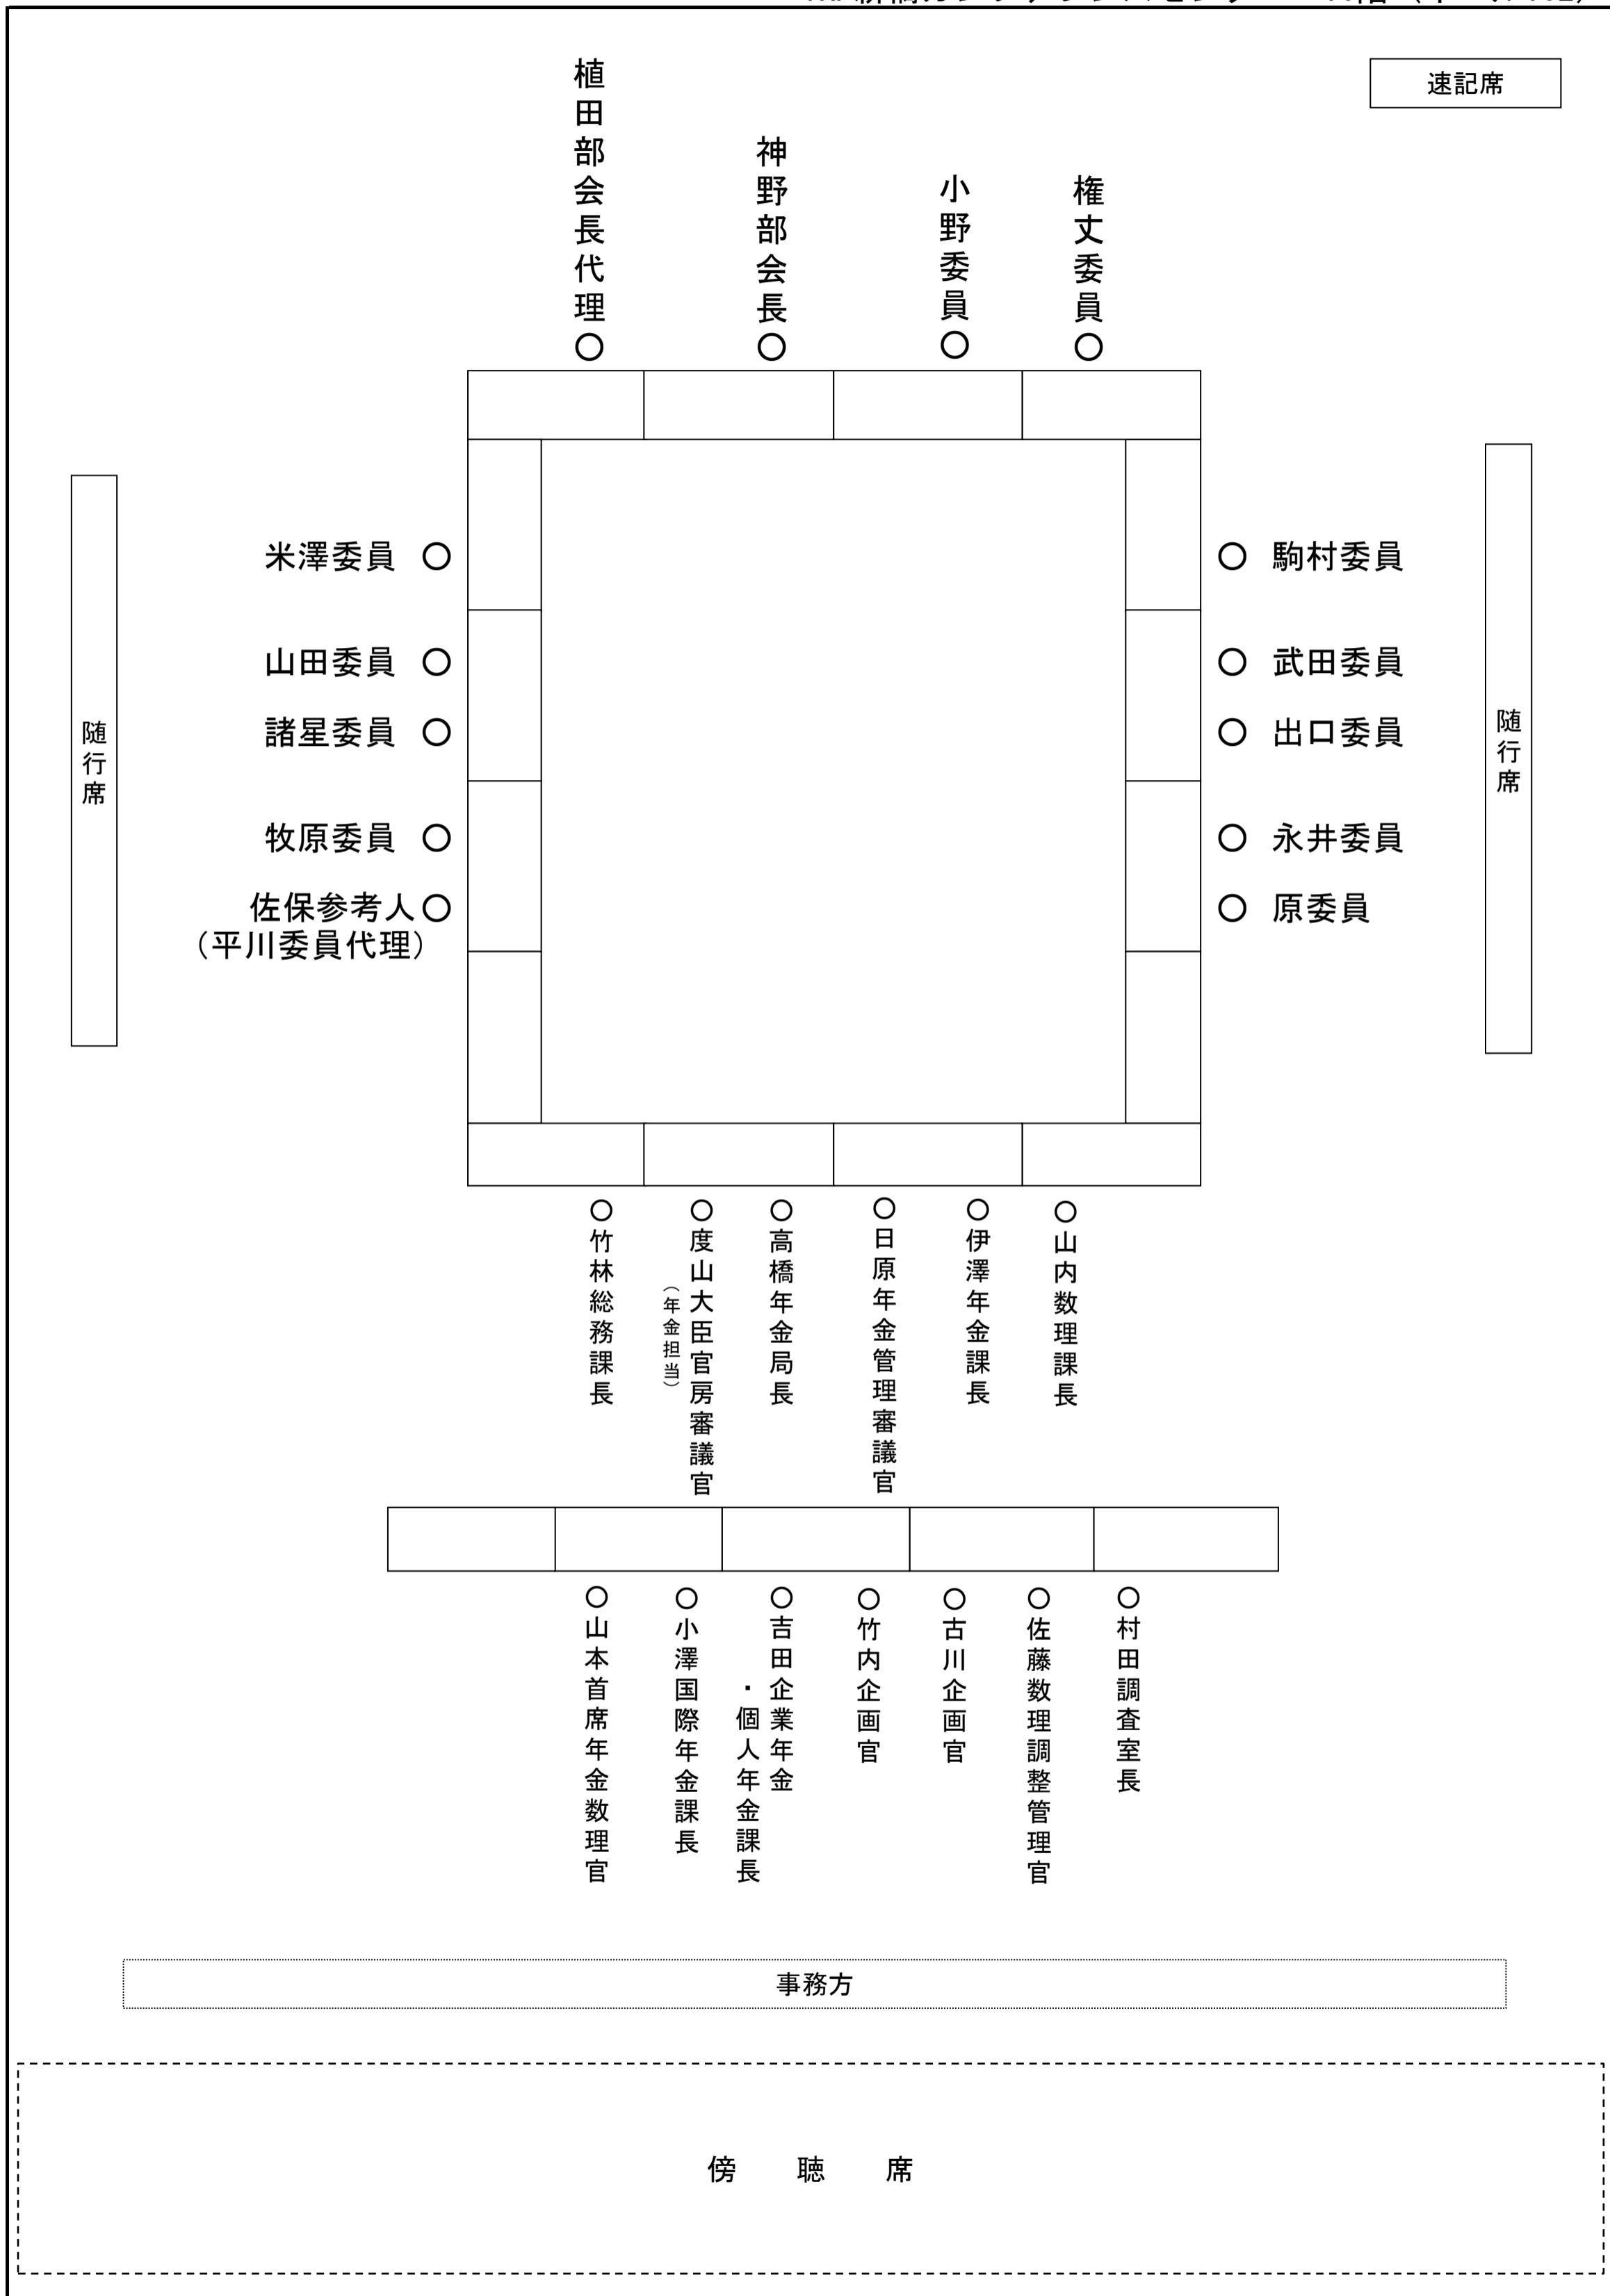 速記席
植田部会長代理○
神野部会長○
小野委員○
権丈委員○
米澤委員 ○
山田委員 ○
諸星委員 ○
牧原委員 ○
佐保参考人○
（平川委員代理）
○ 駒村委員
○ 武田委員
○ 出口委員
○ 永井委員
○ 原委員
随行席
随行席
○竹林総務課長
○度山大臣官房審議官
（年金担当）
○高橋年金局長
○日原年金管理審議官
○伊澤年金課長
○山内数理課長
○山本首席年金数理官
○小澤国際年金課長
○吉田企業年金
・個人年金課長
○竹内企画官
○古川企画官
○佐藤数理調整管理官
○村田調査室長
事務方
傍　聴　席